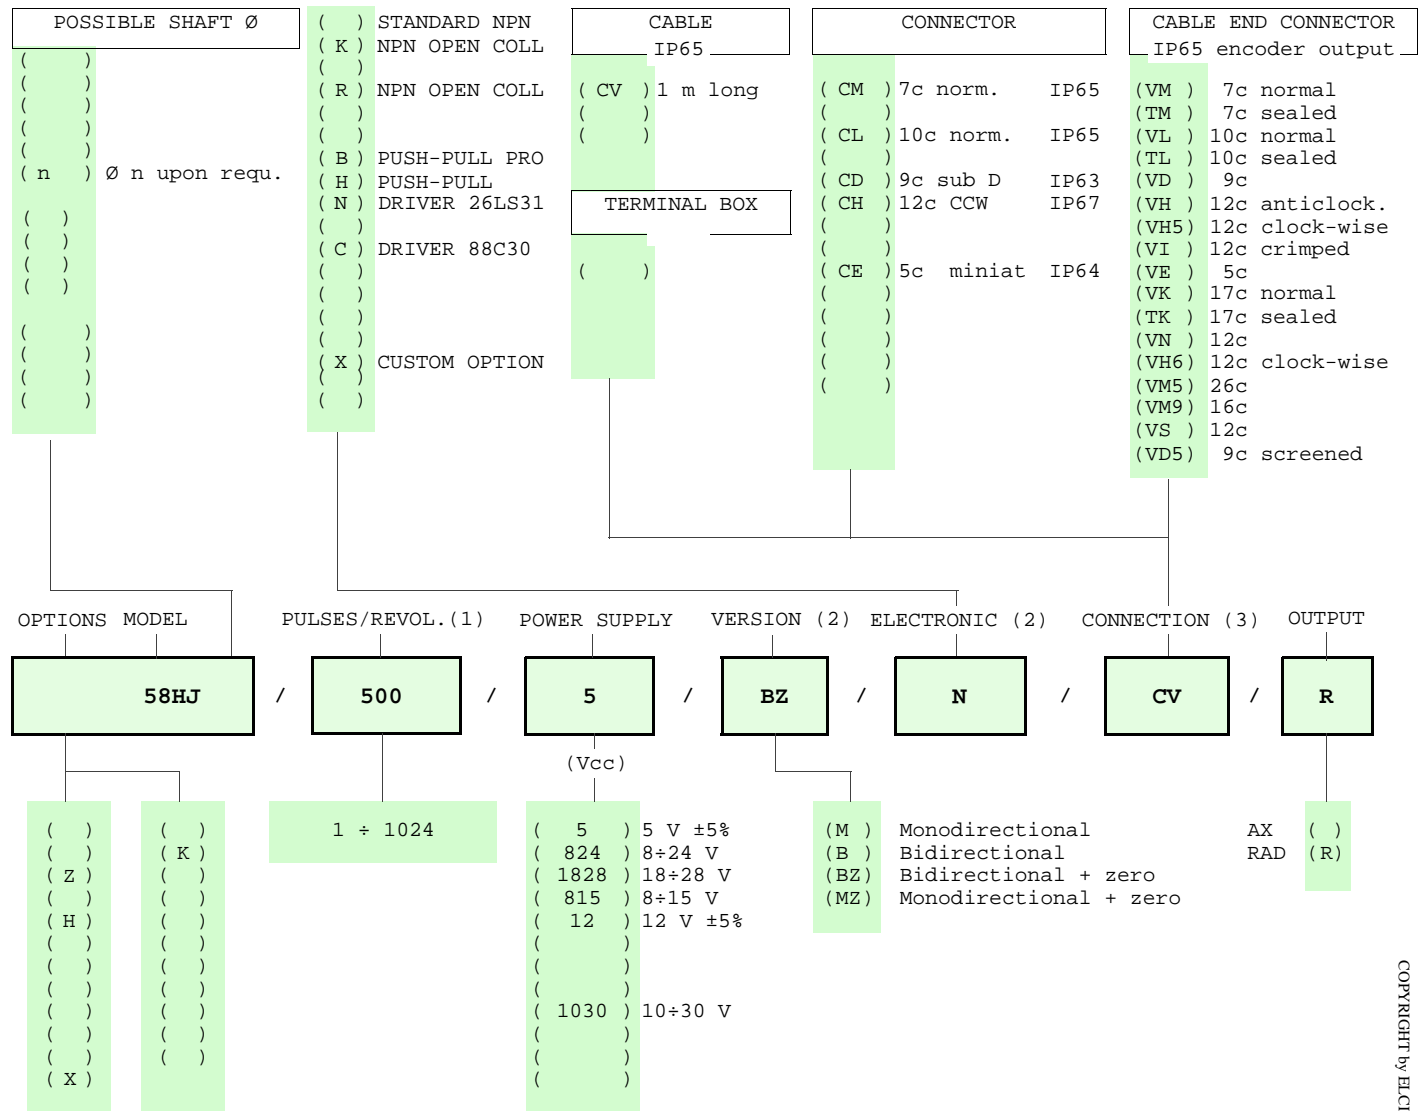 POSSIBLE SHAFT Ø
(    )
(    )
(    )
(    )
(    )
( n  ) Ø n upon requ.
(  )
(  )
(  )
(  )
(    )
(    )
(    )
(    )
(  ) STANDARD NPN
( K ) NPN OPEN COLL
(  )
( R ) NPN OPEN COLL
(  )
(  )
( B ) PUSH-PULL PRO
( H ) PUSH-PULL
( N ) DRIVER 26LS31
(  )
( C ) DRIVER 88C30
(  )
(  )
(  )
(  )
( X ) CUSTOM OPTION
(  )
(  )
CABLE
IP65
( CV ) 1 m long
(    )
(    )
TERMINAL BOX
(    )
CONNECTOR
( CM ) 7c norm. IP65
(    )
( CL ) 10c norm. IP65
(    )
( CD ) 9c sub D IP63
( CH ) 12c CCW IP67
(    )
(    )
( CE ) 5c miniat IP64
(    )
(    )
(    )
(    )
(    )
CABLE END CONNECTOR
IP65 encoder output
(VM ) 7c normal
(TM ) 7c sealed
(VL ) 10c normal
(TL ) 10c sealed
(VD ) 9c
(VH ) 12c anticlock.
(VH5) 12c clock-wise
(VI ) 12c crimped
(VE ) 5c
(VK ) 17c normal
(TK ) 17c sealed
(VN ) 12c
(VH6) 12c clock-wise
(VM5) 26c
(VM9) 16c
(VS ) 12c
(VD5) 9c screened
OPTIONS MODEL PULSES/REVOL.(1) POWER SUPPLY VERSION (2) ELECTRONIC (2) CONNECTION (3) OUTPUT
58HJ / 500 / 5 / BZ / N / CV / R
(Vcc)
(  )
(  )
( Z )
(  )
( H )
(  )
(  )
(  )
(  )
(  )
(  )
( X )
(  )
( K )
(  )
(  )
(  )
(  )
(  )
(  )
(  )
(  )
(  )
1 ÷ 1024
( 5 ) 5 V ±5%
( 824 ) 8÷24 V
( 1828 ) 18÷28 V
( 815 ) 8÷15 V
( 12 ) 12 V ±5%
(    )
(    )
(    )
( 1030 ) 10÷30 V
(    )
(    )
(    )
(M ) Monodirectional
(B ) Bidirectional
(BZ) Bidirectional + zero
(MZ) Monodirectional + zero
AX ( )
RAD (R)
COPYRIGHT by ELCI